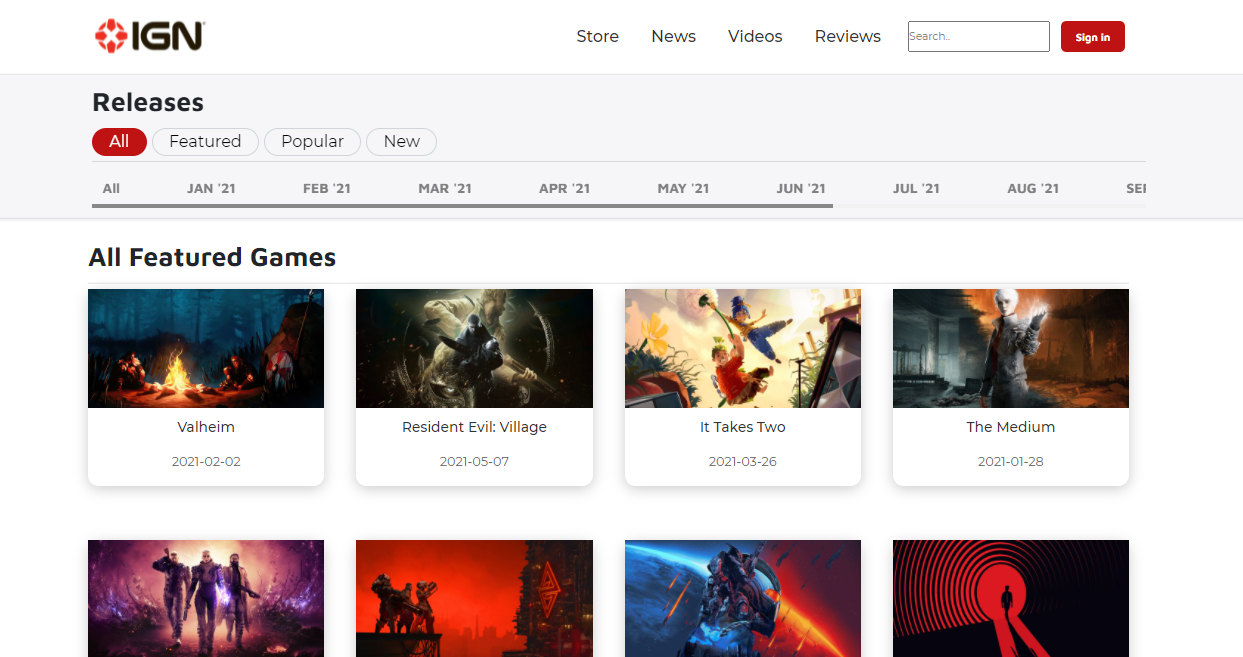 IGN
Store News Videos Reviews Search.. Sign in
Releases
All Featured Popular New
All JAN '21 FEB '21 MAR '21 APR '21 MAY '21 JUN '21 JUL '21 AUG '21
All Featured Games
Valheim Resident Evil: Village It Takes Two The Medium
2021-02-02 2021-05-07 2021-03-26 2021-01-28